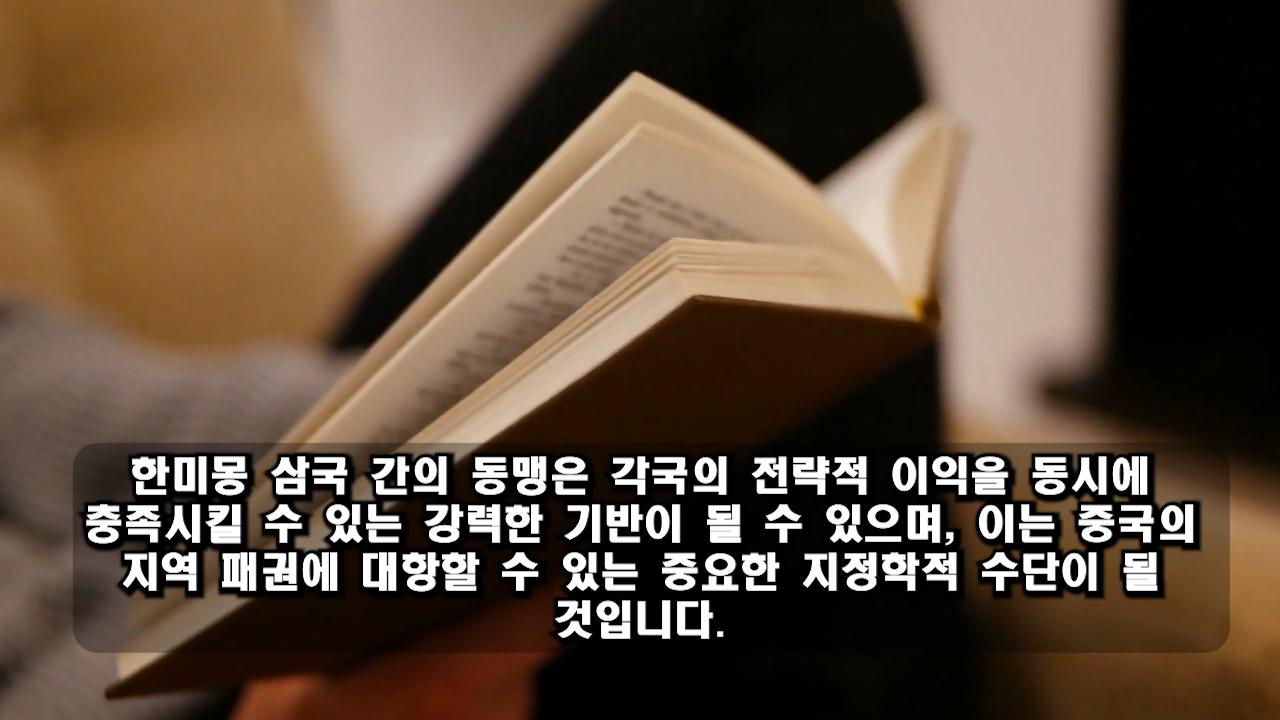 한미몽 삼국 간의 동맹은 각국의 전략적 이익을 동시에
충족시킬 수 있는 강력한 기반이 될 수 있으며, 이는 중국의
지역 패권에 대항할 수 있는 중요한 지정학적 수단이 될
것입니다.